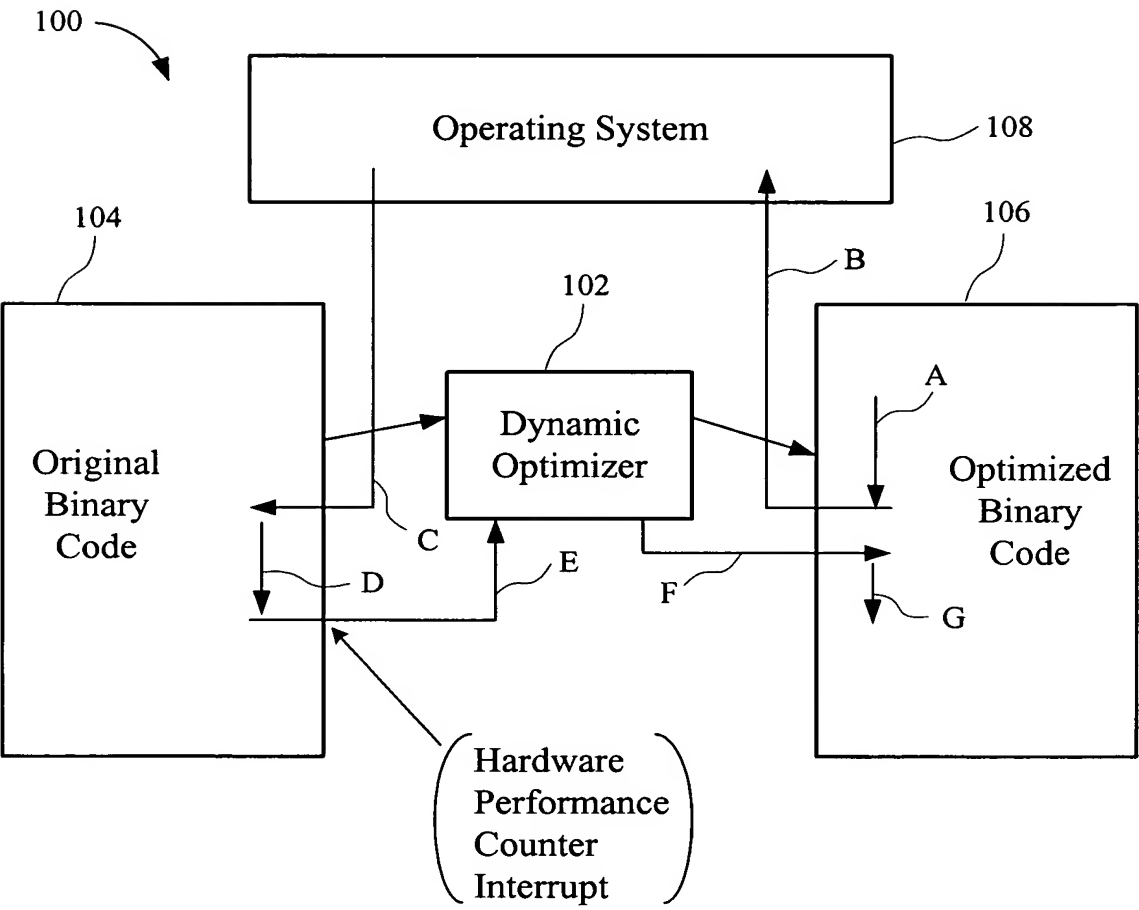 100
Operating System
108
104
106
B
102
A
Dynamic
Optimizer
Original
Binary
Code
Optimized
Binary
Code
C
E
D
F
G
Hardware
Performance
Counter
Interrupt